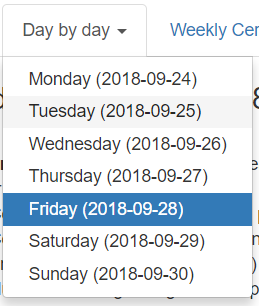 Day by day
Weekly Cer
Monday (2018-09-24)
Tuesday (2018-09-25)
Wednesday (2018-09-26)
Thursday (2018-09-27)
Friday (2018-09-28)
Saturday (2018-09-29)
Sunday (2018-09-30)